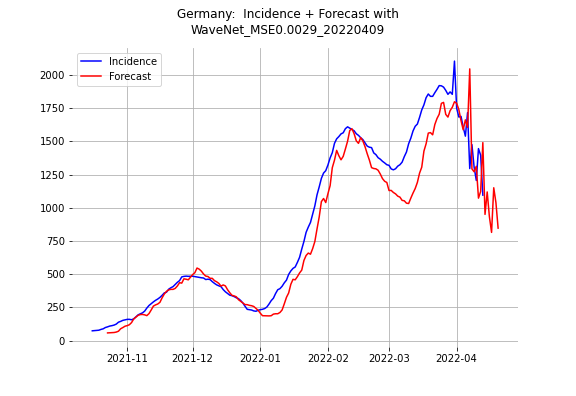 Germany:  Incidence + Forecast with
WaveNet_MSE0.0029_20220409
Incidence
Forecast
2000
1750
1500
1250
1000
750
500
250
0
2021-11 2021-12 2022-01 2022-02 2022-03 2022-04